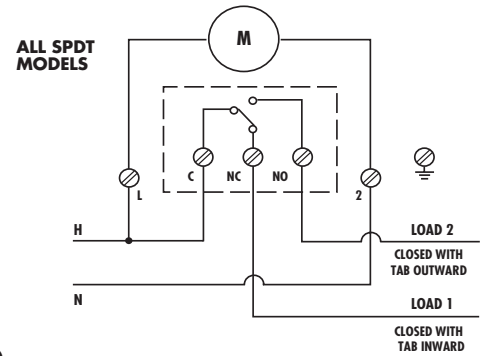 ALL SPDT
MODELS
M
C
NC
NO
L
2
H
LOAD 2
CLOSED WITH
TAB OUTWARD
N
LOAD 1
CLOSED WITH
TAB INWARD